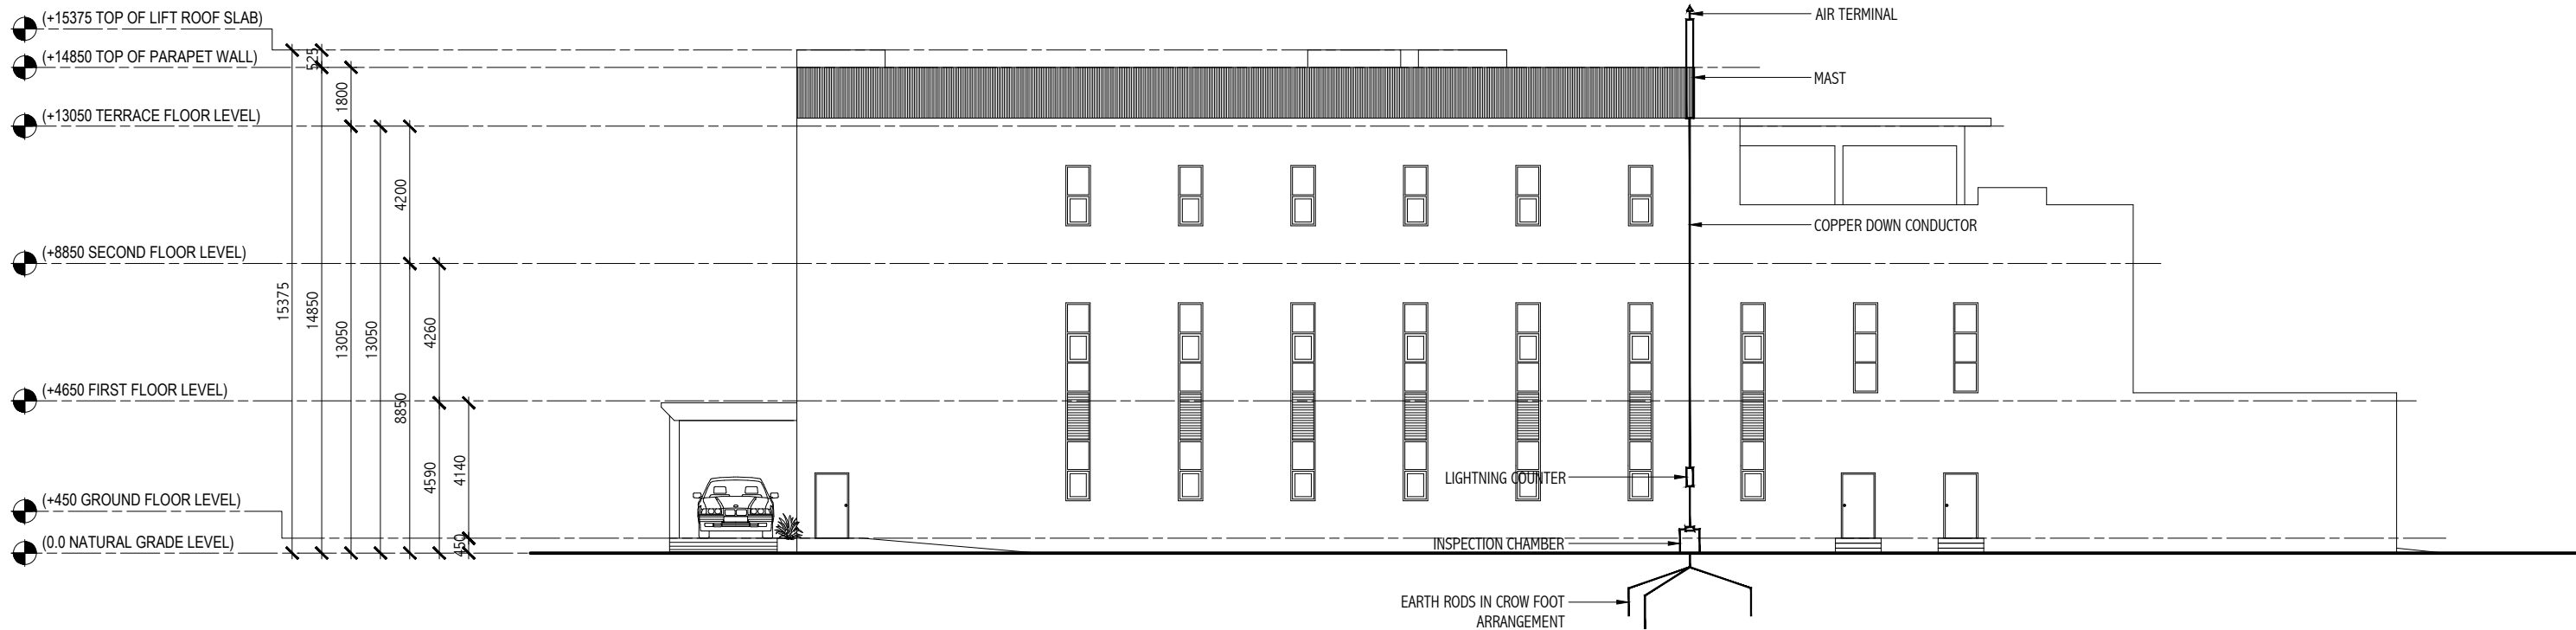 (+15375 TOP OF LIFT ROOF SLAB)
(+14850 TOP OF PARAPET WALL)
(+13050 TERRACE FLOOR LEVEL)
(+8850 SECOND FLOOR LEVEL)
(+4650 FIRST FLOOR LEVEL)
(+450 GROUND FLOOR LEVEL)
(0.0 NATURAL GRADE LEVEL)
15375
525
14850
1800
13050
13050
4200
8850
4260
4590
4140
450
AIR TERMINAL
MAST
COPPER DOWN CONDUCTOR
LIGHTNING COUNTER
INSPECTION CHAMBER
EARTH RODS IN CROW FOOT
ARRANGEMENT